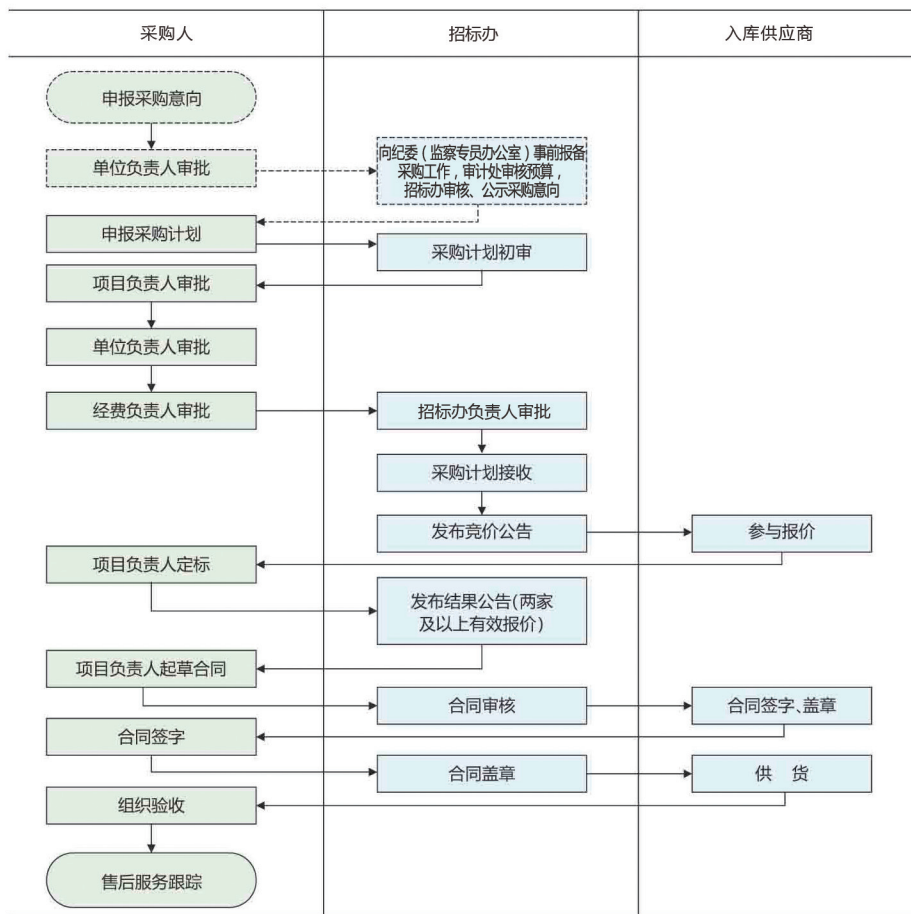 采购人
招标办
入库供应商
申报采购意向
单位负责人审批
向纪委（监察专员办公室）事前报备
采购工作，审计处审核预算，
招标办审核、公示采购意向
申报采购计划
采购计划初审
项目负责人审批
单位负责人审批
经费负责人审批
招标办负责人审批
采购计划接收
发布竞价公告
参与报价
项目负责人定标
发布结果公告(两家
及以上有效报价)
项目负责人起草合同
合同审核
合同签字、盖章
合同签字
合同盖章
供 货
组织验收
售后服务跟踪